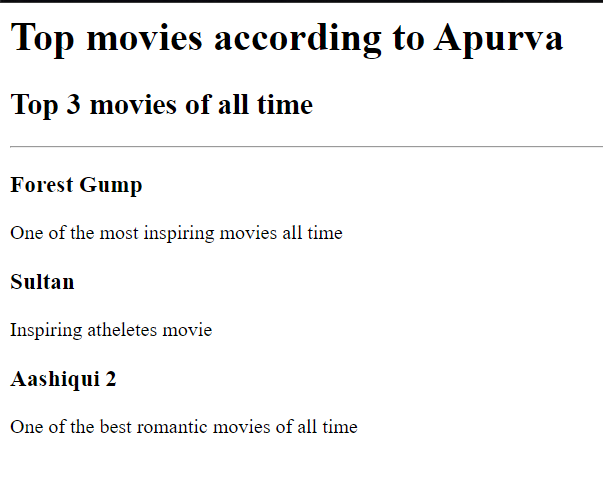 Top movies according to Apurva
Top 3 movies of all time
Forest Gump
One of the most inspiring movies all time
Sultan
Inspiring atheletes movie
Aashiqui 2
One of the best romantic movies of all time